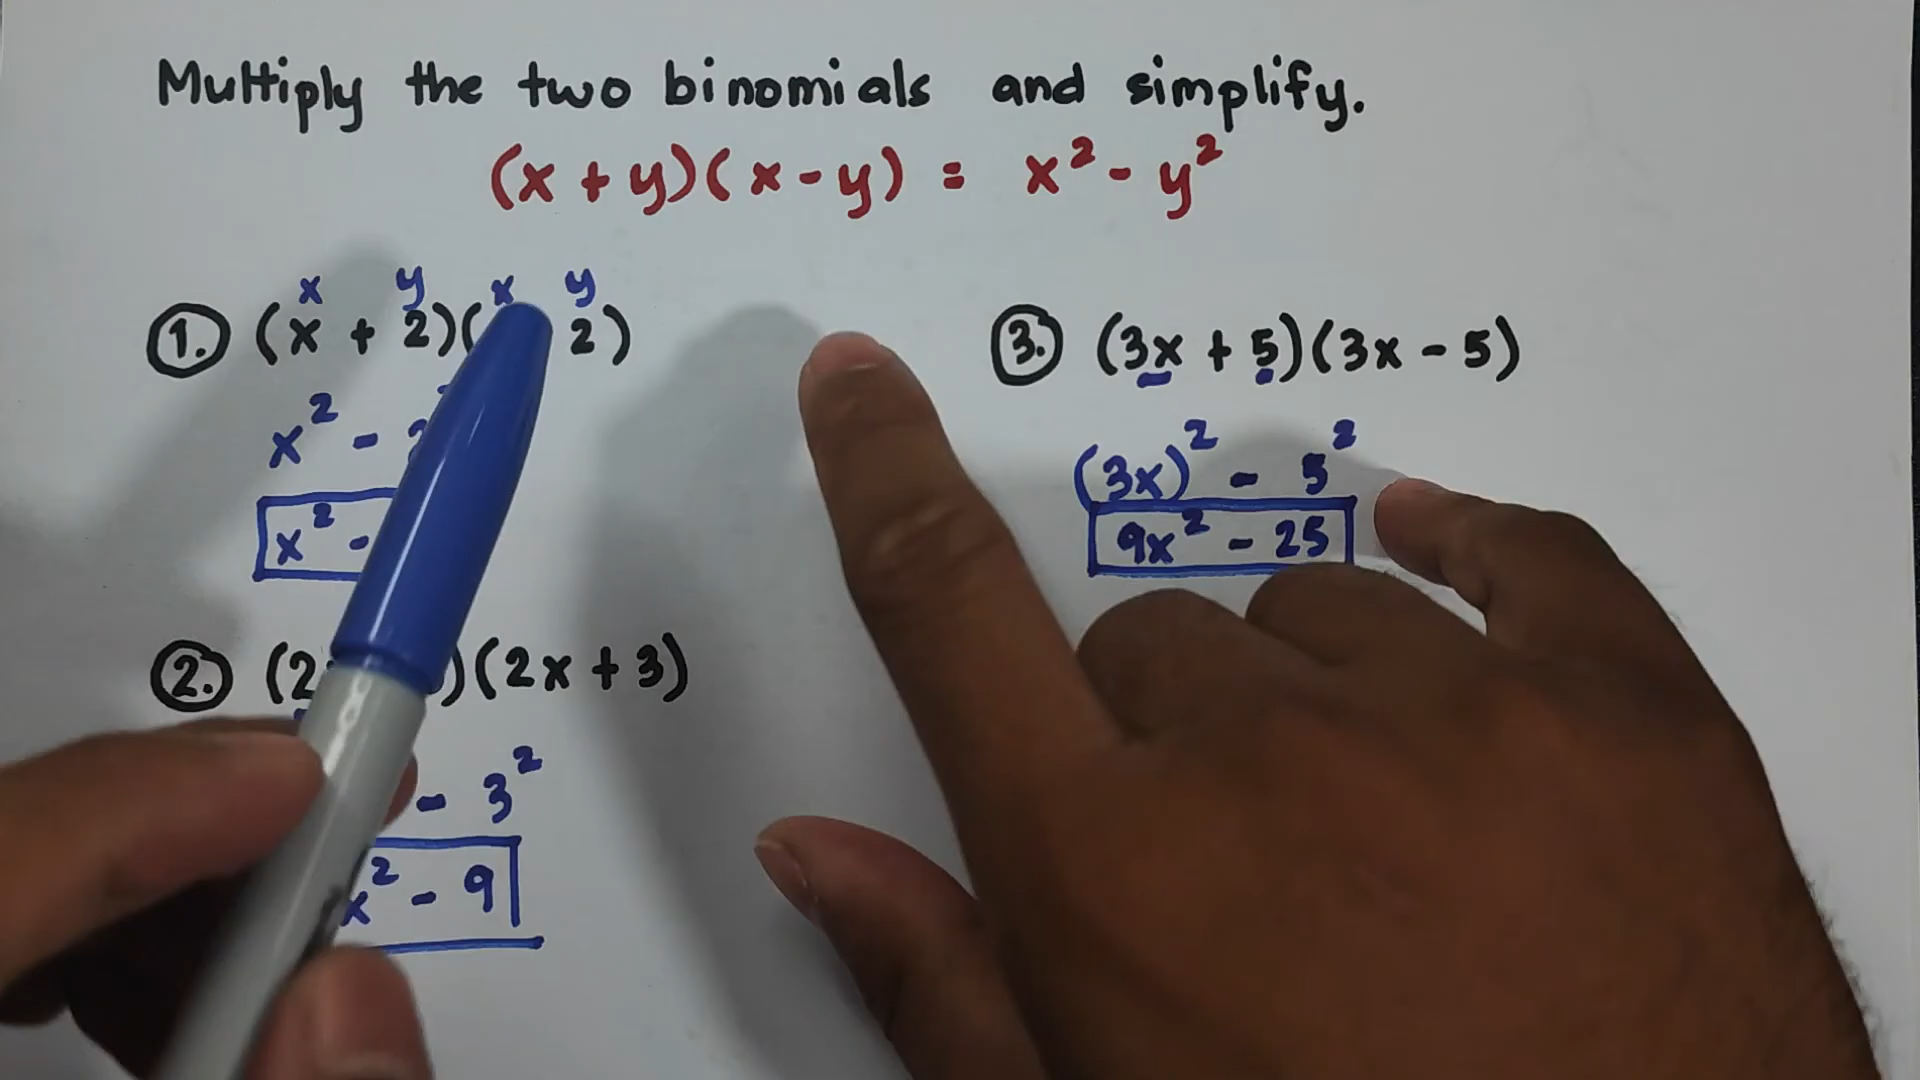 Multiply the two binomials and simplify.
(x + y)(x - y) = x² - y²
x y x y
1. (x + 2)( 2)
x² -
x² -
2. (2 )(2x + 3)
- 3²
x² - 9
3. (3x + 5)(3x - 5)
(3x)² - 5²
9x² - 25